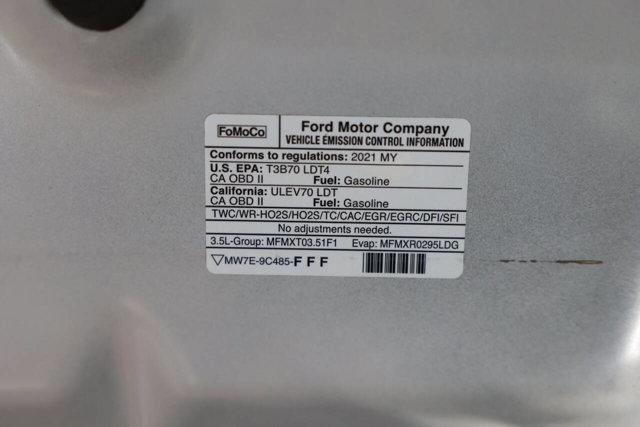 FoMoCo
Ford Motor Company
VEHICLE EMISSION CONTROL INFORMATION
Conforms to regulations: 2021 MY
U.S. EPA: T3B70 LDT4
CA OBD II Fuel: Gasoline
California: ULEV70 LDT
CA OBD II Fuel: Gasoline
TWC/WR-HO2S/HO2S/TC/CAC/EGR/EGRC/DFI/SFI
No adjustments needed.
3.5L-Group: MFMXT03.51F1 Evap: MFMXR0295LDG
MW7E-9C485-F F F